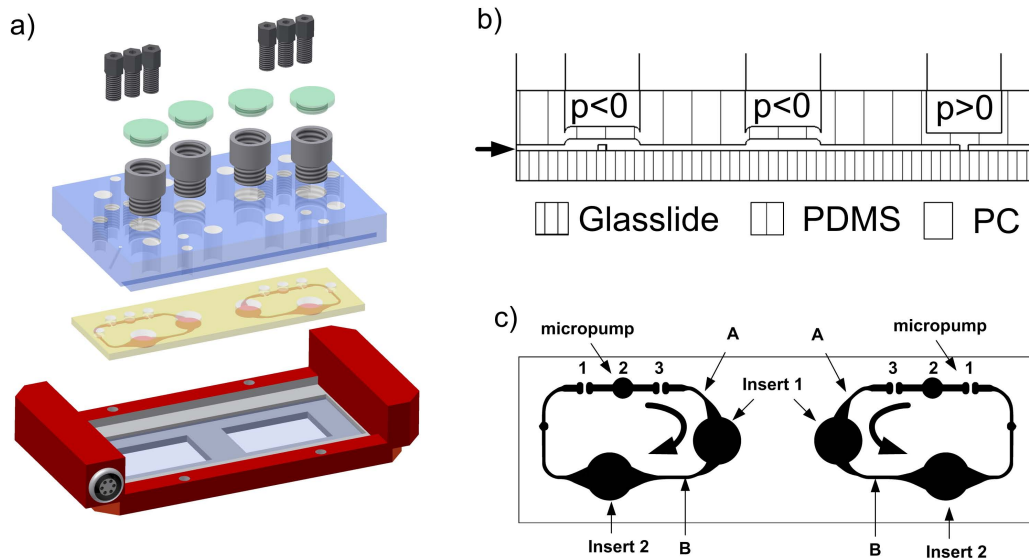 a)
b)
p<0 p<0 p>0
Glasslide PDMS PC
c)
micropump A A micropump
1 2 3 3 2 1
Insert 1
Insert 2 B B Insert 2